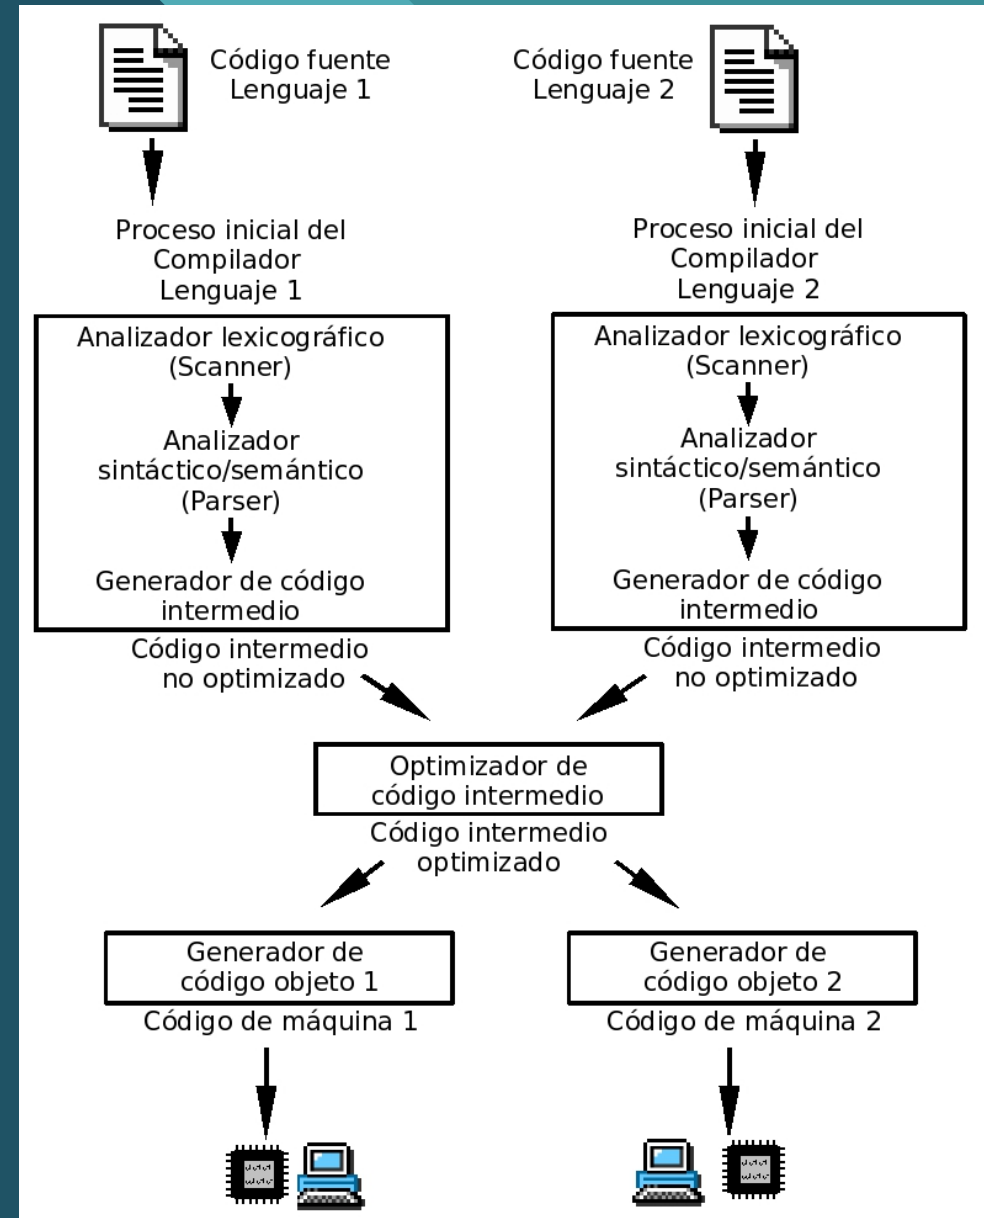 Código fuente
Lenguaje 1
Código fuente
Lenguaje 2
Proceso inicial del
Compilador
Lenguaje 1
Proceso inicial del
Compilador
Lenguaje 2
Analizador lexicográfico
(Scanner)
Analizador
sintáctico/semántico
(Parser)
Generador de código
intermedio
Analizador lexicográfico
(Scanner)
Analizador
sintáctico/semántico
(Parser)
Generador de código
intermedio
Código intermedio
no optimizado
Código intermedio
no optimizado
Optimizador de
código intermedio
Código intermedio
optimizado
Generador de
código objeto 1
Generador de
código objeto 2
Código de máquina 1
Código de máquina 2